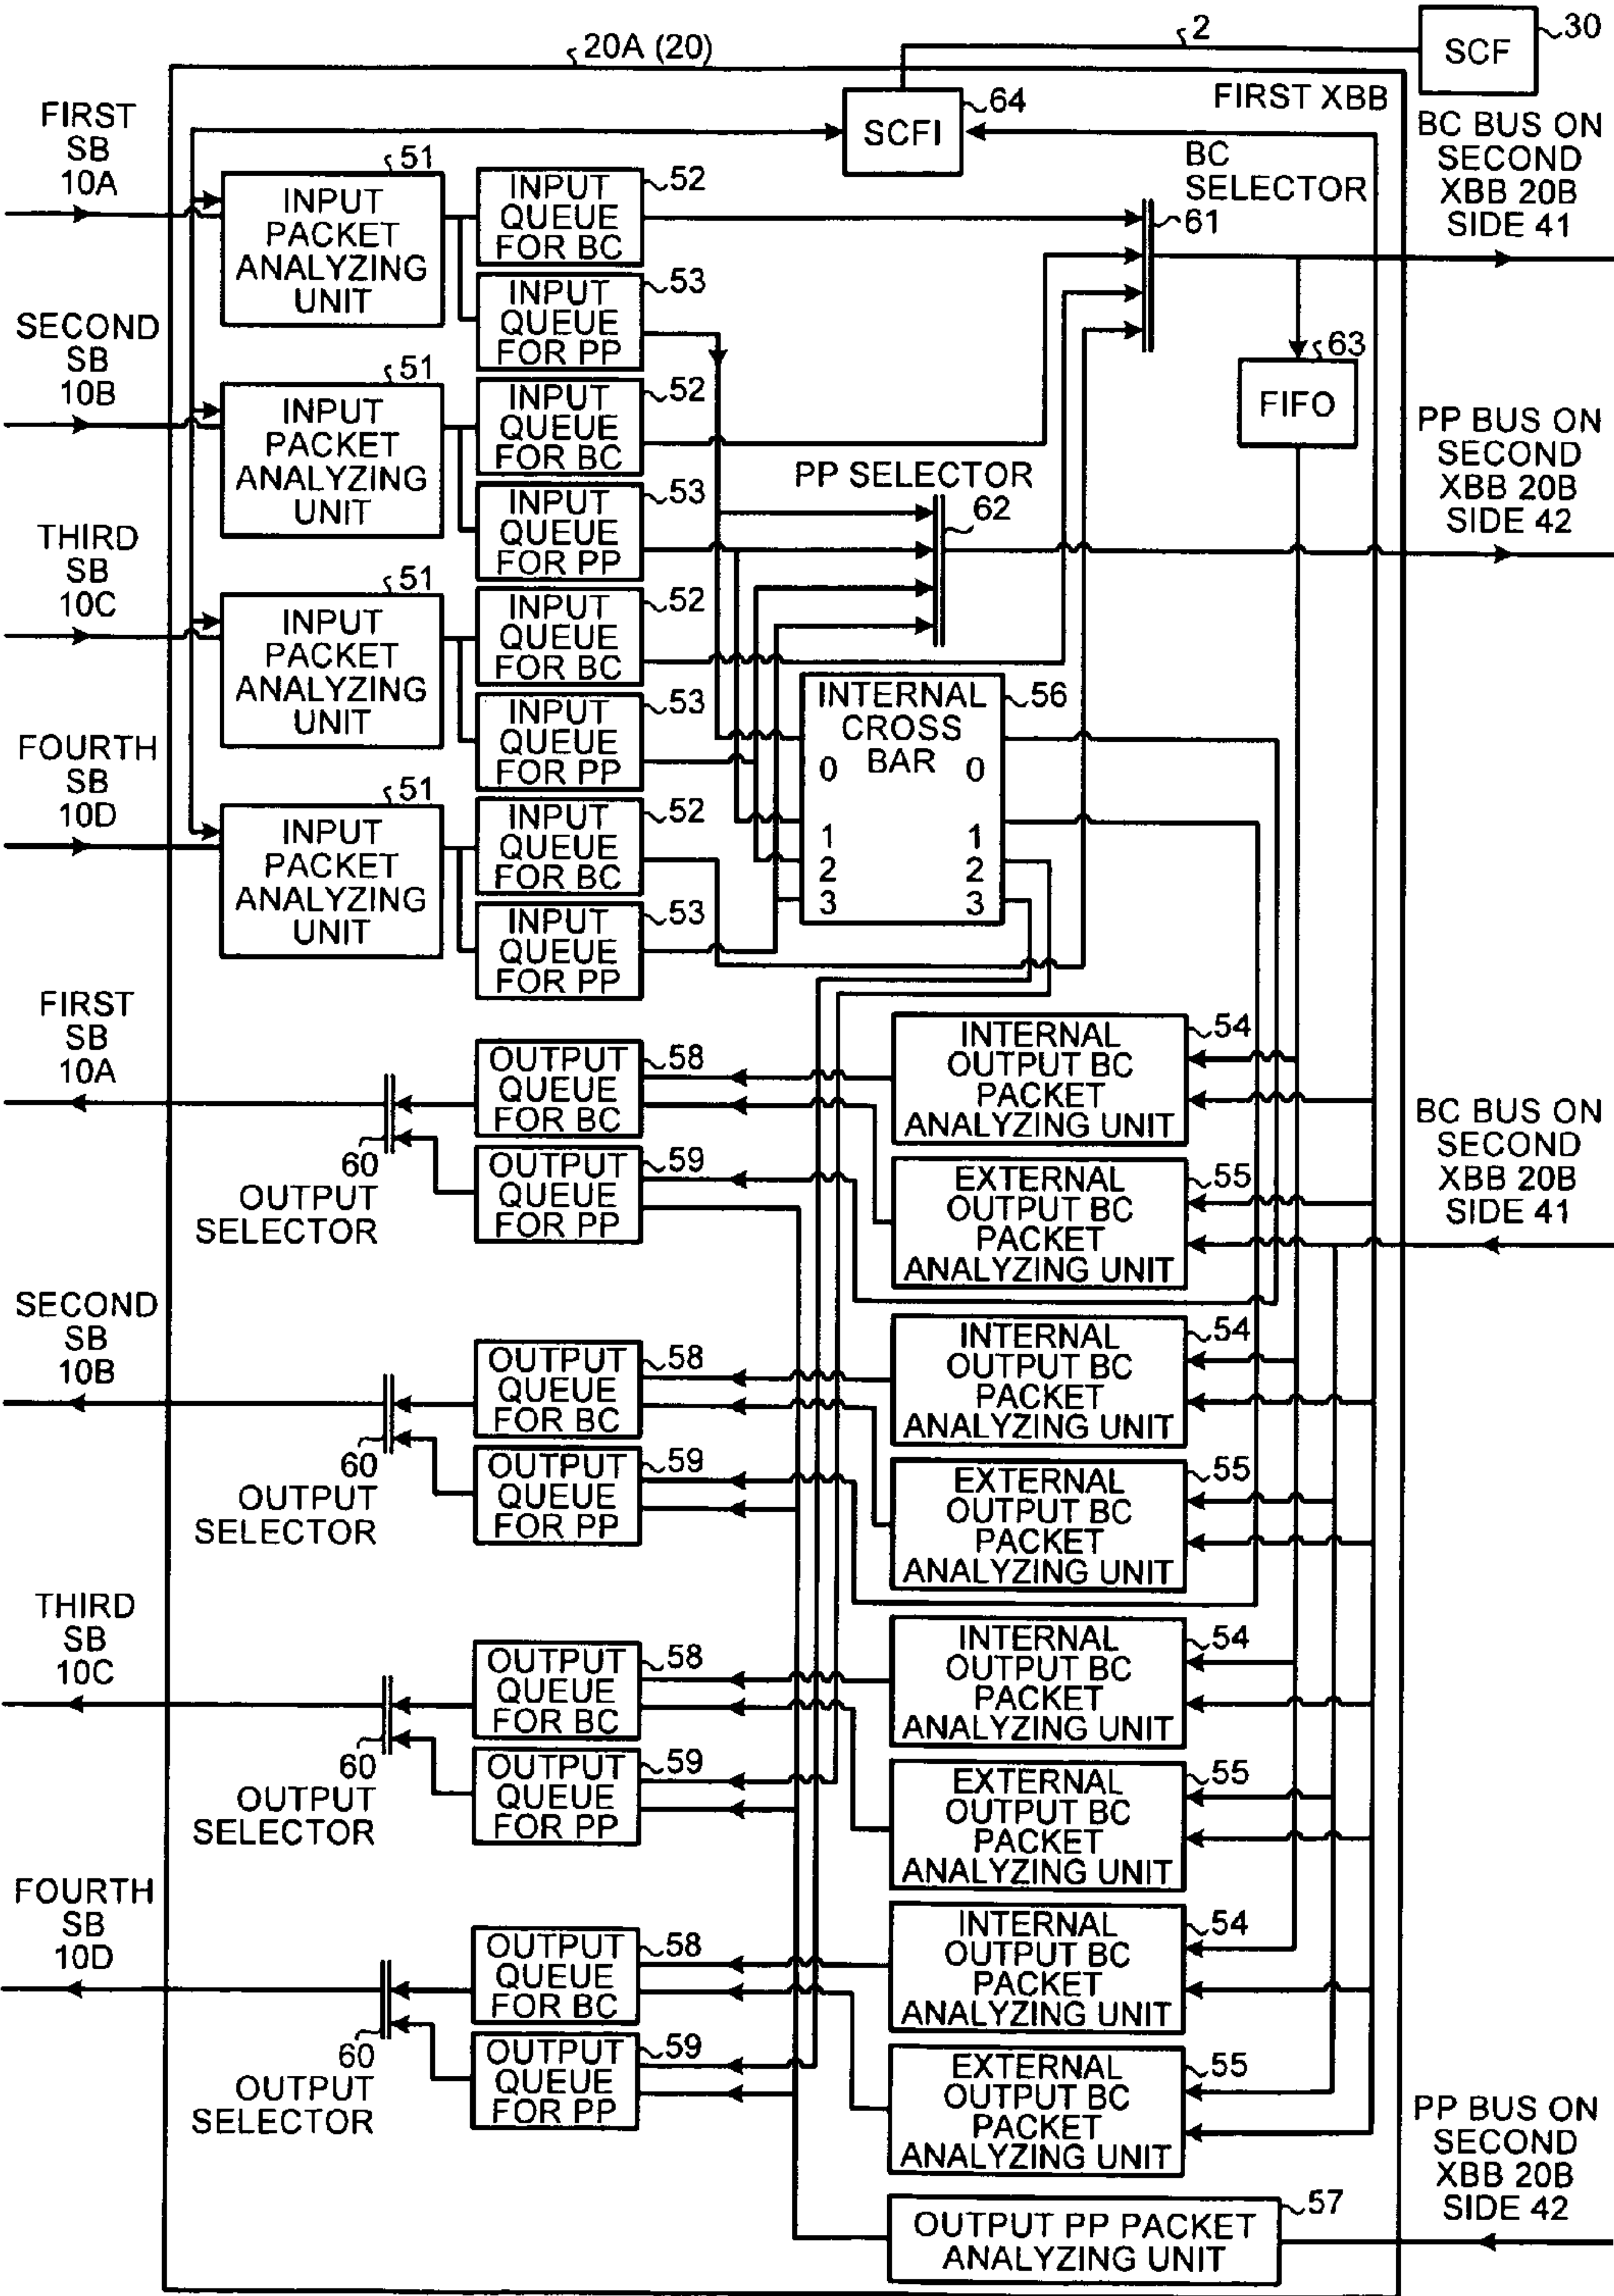 2
SCF
30
20A (20)
FIRST XBB
SCFI
64
FIRST
SB
10A
51
INPUT
PACKET
ANALYZING
UNIT
INPUT
QUEUE
FOR BC
52
INPUT
QUEUE
FOR PP
53
BC
SELECTOR
61
BC BUS ON
SECOND
XBB 20B
SIDE 41
63
FIFO
SECOND
SB
10B
51
INPUT
PACKET
ANALYZING
UNIT
INPUT
QUEUE
FOR BC
52
INPUT
QUEUE
FOR PP
53
PP SELECTOR
62
PP BUS ON
SECOND
XBB 20B
SIDE 42
THIRD
SB
10C
51
INPUT
PACKET
ANALYZING
UNIT
INPUT
QUEUE
FOR BC
52
INPUT
QUEUE
FOR PP
53
INTERNAL
CROSS
BAR
56
0
0
1
1
2
2
3
3
FOURTH
SB
10D
51
INPUT
PACKET
ANALYZING
UNIT
INPUT
QUEUE
FOR BC
52
INPUT
QUEUE
FOR PP
53
FIRST
SB
10A
60
OUTPUT
SELECTOR
OUTPUT
QUEUE
FOR BC
58
OUTPUT
QUEUE
FOR PP
59
INTERNAL
OUTPUT BC
PACKET
ANALYZING UNIT
54
EXTERNAL
OUTPUT BC
PACKET
ANALYZING UNIT
55
BC BUS ON
SECOND
XBB 20B
SIDE 41
SECOND
SB
10B
60
OUTPUT
SELECTOR
OUTPUT
QUEUE
FOR BC
58
OUTPUT
QUEUE
FOR PP
59
INTERNAL
OUTPUT BC
PACKET
ANALYZING UNIT
54
EXTERNAL
OUTPUT BC
PACKET
ANALYZING UNIT
55
THIRD
SB
10C
60
OUTPUT
SELECTOR
OUTPUT
QUEUE
FOR BC
58
OUTPUT
QUEUE
FOR PP
59
INTERNAL
OUTPUT BC
PACKET
ANALYZING UNIT
54
EXTERNAL
OUTPUT BC
PACKET
ANALYZING UNIT
55
FOURTH
SB
10D
60
OUTPUT
SELECTOR
OUTPUT
QUEUE
FOR BC
58
OUTPUT
QUEUE
FOR PP
59
INTERNAL
OUTPUT BC
PACKET
ANALYZING UNIT
54
EXTERNAL
OUTPUT BC
PACKET
ANALYZING UNIT
55
PP BUS ON
SECOND
XBB 20B
SIDE 42
OUTPUT PP PACKET
ANALYZING UNIT
57